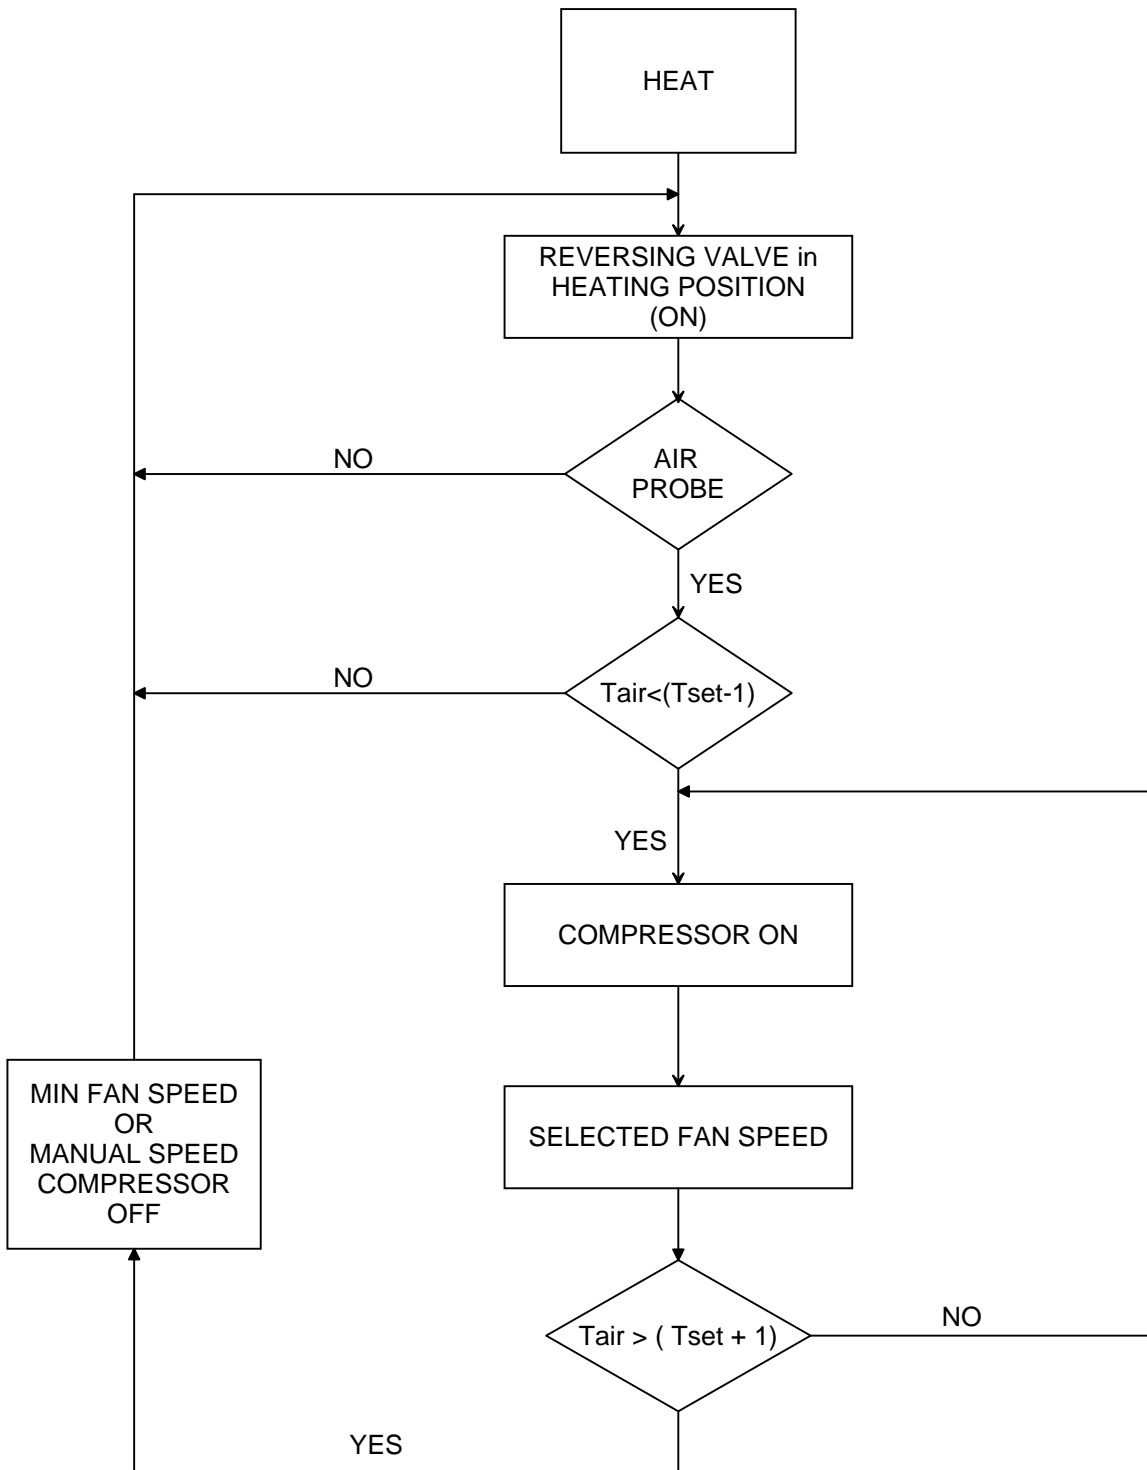 HEAT
REVERSING VALVE in
HEATING POSITION
(ON)
NO
AIR
PROBE
YES
NO
Tair<(Tset-1)
YES
COMPRESSOR ON
MIN FAN SPEED
OR
MANUAL SPEED
COMPRESSOR
OFF
SELECTED FAN SPEED
Tair > ( Tset + 1)
NO
YES